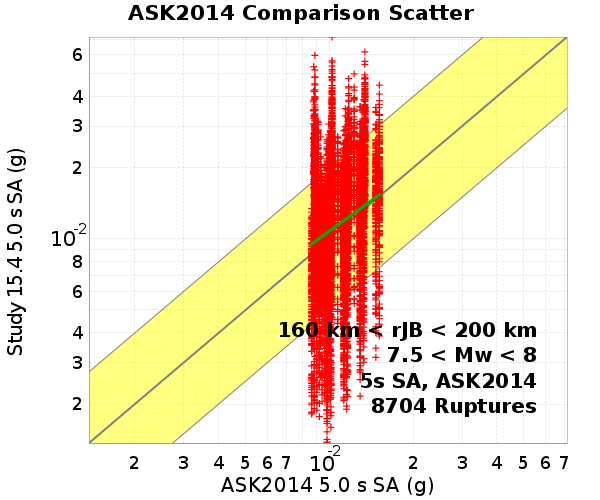 ASK2014 Comparison Scatter
Study 15.4 5.0 s SA (g)
6
4
3
2
10-2
8
6
4
3
2
160 km < rJB < 200 km
7.5 < Mw < 8
5s SA, ASK2014
8704 Ruptures
2 3 4 5 6 7 10-2 2 3 4 5 6 7
ASK2014 5.0 s SA (g)